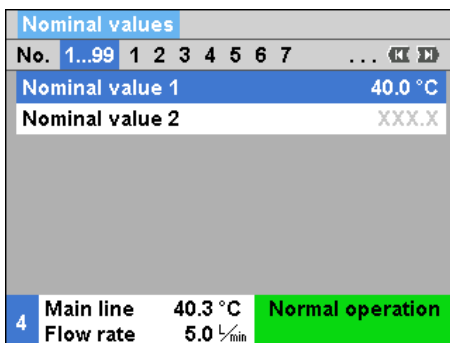 Nominal values
No. 1...99 1 2 3 4 5 6 7 ...
Nominal value 1 40.0 °C
Nominal value 2 XXX.X
4 Main line 40.3 °C Normal operation
Flow rate 5.0 L/min